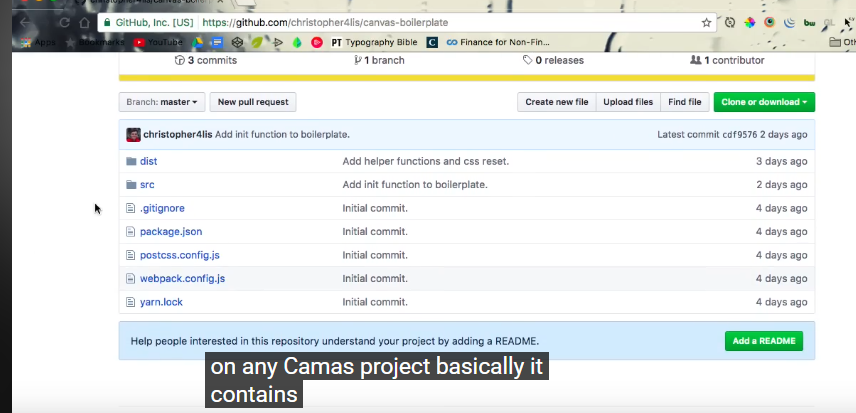 GitHub, Inc. [US] https://github.com/christopher4lis/canvas-boilerplate
Apps Bookmarks YouTube PT Typography Bible C Finance for Non-Fin...
3 commits 1 branch 0 releases 1 contributor
Branch: master New pull request Create new file Upload files Find file Clone or download
christopher4lis Add init function to boilerplate. Latest commit cdf9576 2 days ago
dist Add helper functions and css reset. 3 days ago
src Add init function to boilerplate. 2 days ago
.gitignore Initial commit. 4 days ago
package.json Initial commit. 4 days ago
postcss.config.js Initial commit. 4 days ago
webpack.config.js Initial commit. 4 days ago
yarn.lock Initial commit. 4 days ago
Help people interested in this repository understand your project by adding a README. Add a README
on any Camas project basically it
contains